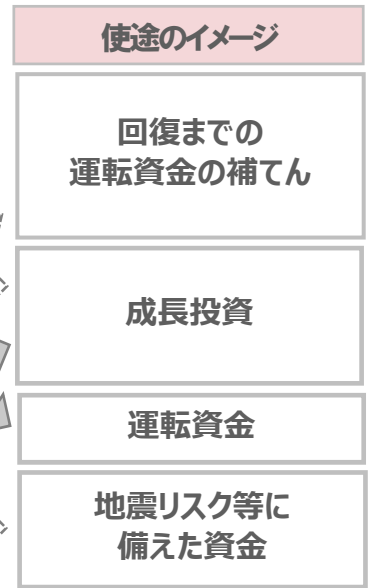 使途のイメージ
回復までの
運転資金の補てん
成長投資
運転資金
地震リスク等に
備えた資金